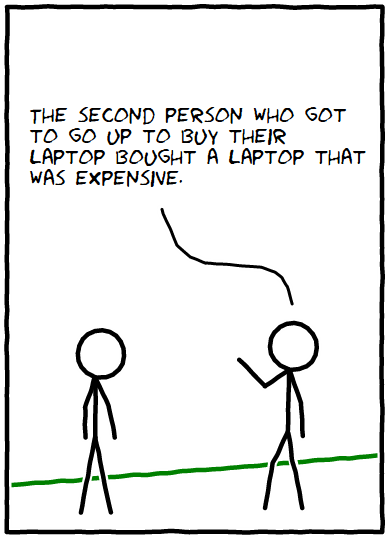 THE SECOND PERSON WHO GOT
TO GO UP TO BUY THEIR
LAPTOP BOUGHT A LAPTOP THAT
WAS EXPENSIVE.